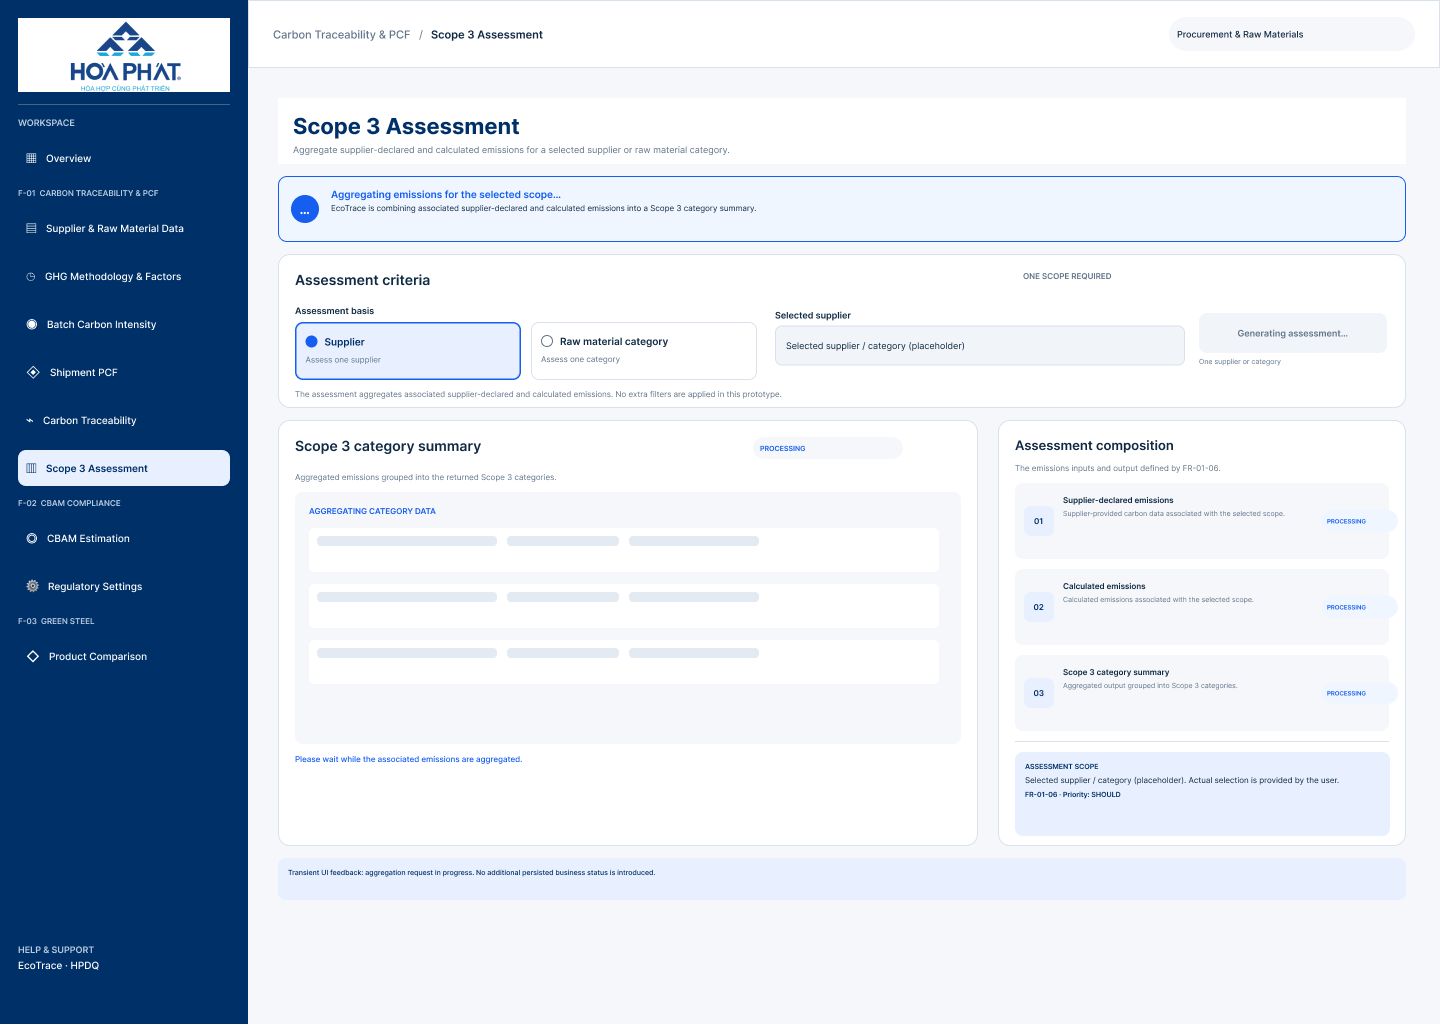 HÒA PHÁT
HÒA HỢP CÙNG PHÁT TRIỂN
WORKSPACE
Overview
F-01 CARBON TRACEABILITY & PCF
Supplier & Raw Material Data
GHG Methodology & Factors
Batch Carbon Intensity
Shipment PCF
Carbon Traceability
Scope 3 Assessment
F-02 CBAM COMPLIANCE
CBAM Estimation
Regulatory Settings
F-03 GREEN STEEL
Product Comparison
HELP & SUPPORT
EcoTrace · HPDQ
Carbon Traceability & PCF / Scope 3 Assessment
Procurement & Raw Materials
Scope 3 Assessment
Aggregate supplier-declared and calculated emissions for a selected supplier or raw material category.
...
Aggregating emissions for the selected scope...
EcoTrace is combining associated supplier-declared and calculated emissions into a Scope 3 category summary.
Assessment criteria
ONE SCOPE REQUIRED
Assessment basis
Supplier
Assess one supplier
Raw material category
Assess one category
Selected supplier
Selected supplier / category (placeholder)
Generating assessment...
One supplier or category
The assessment aggregates associated supplier-declared and calculated emissions. No extra filters are applied in this prototype.
Scope 3 category summary
PROCESSING
Aggregated emissions grouped into the returned Scope 3 categories.
AGGREGATING CATEGORY DATA
Please wait while the associated emissions are aggregated.
Assessment composition
The emissions inputs and output defined by FR-01-06.
01
Supplier-declared emissions
Supplier-provided carbon data associated with the selected scope.
PROCESSING
02
Calculated emissions
Calculated emissions associated with the selected scope.
PROCESSING
03
Scope 3 category summary
Aggregated output grouped into Scope 3 categories.
PROCESSING
ASSESSMENT SCOPE
Selected supplier / category (placeholder). Actual selection is provided by the user.
FR-01-06 · Priority: SHOULD
Transient UI feedback: aggregation request in progress. No additional persisted business status is introduced.